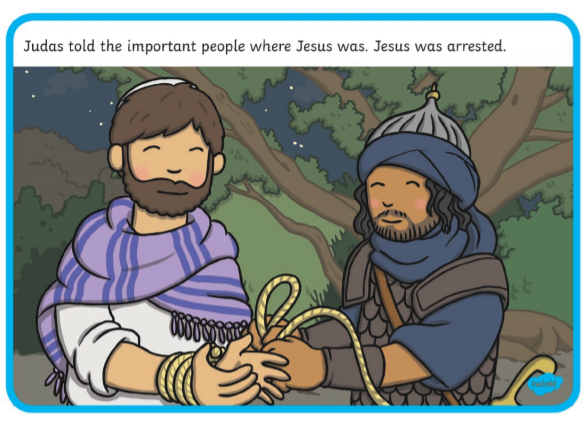 Judas told the important people where Jesus was. Jesus was arrested.
twinkl